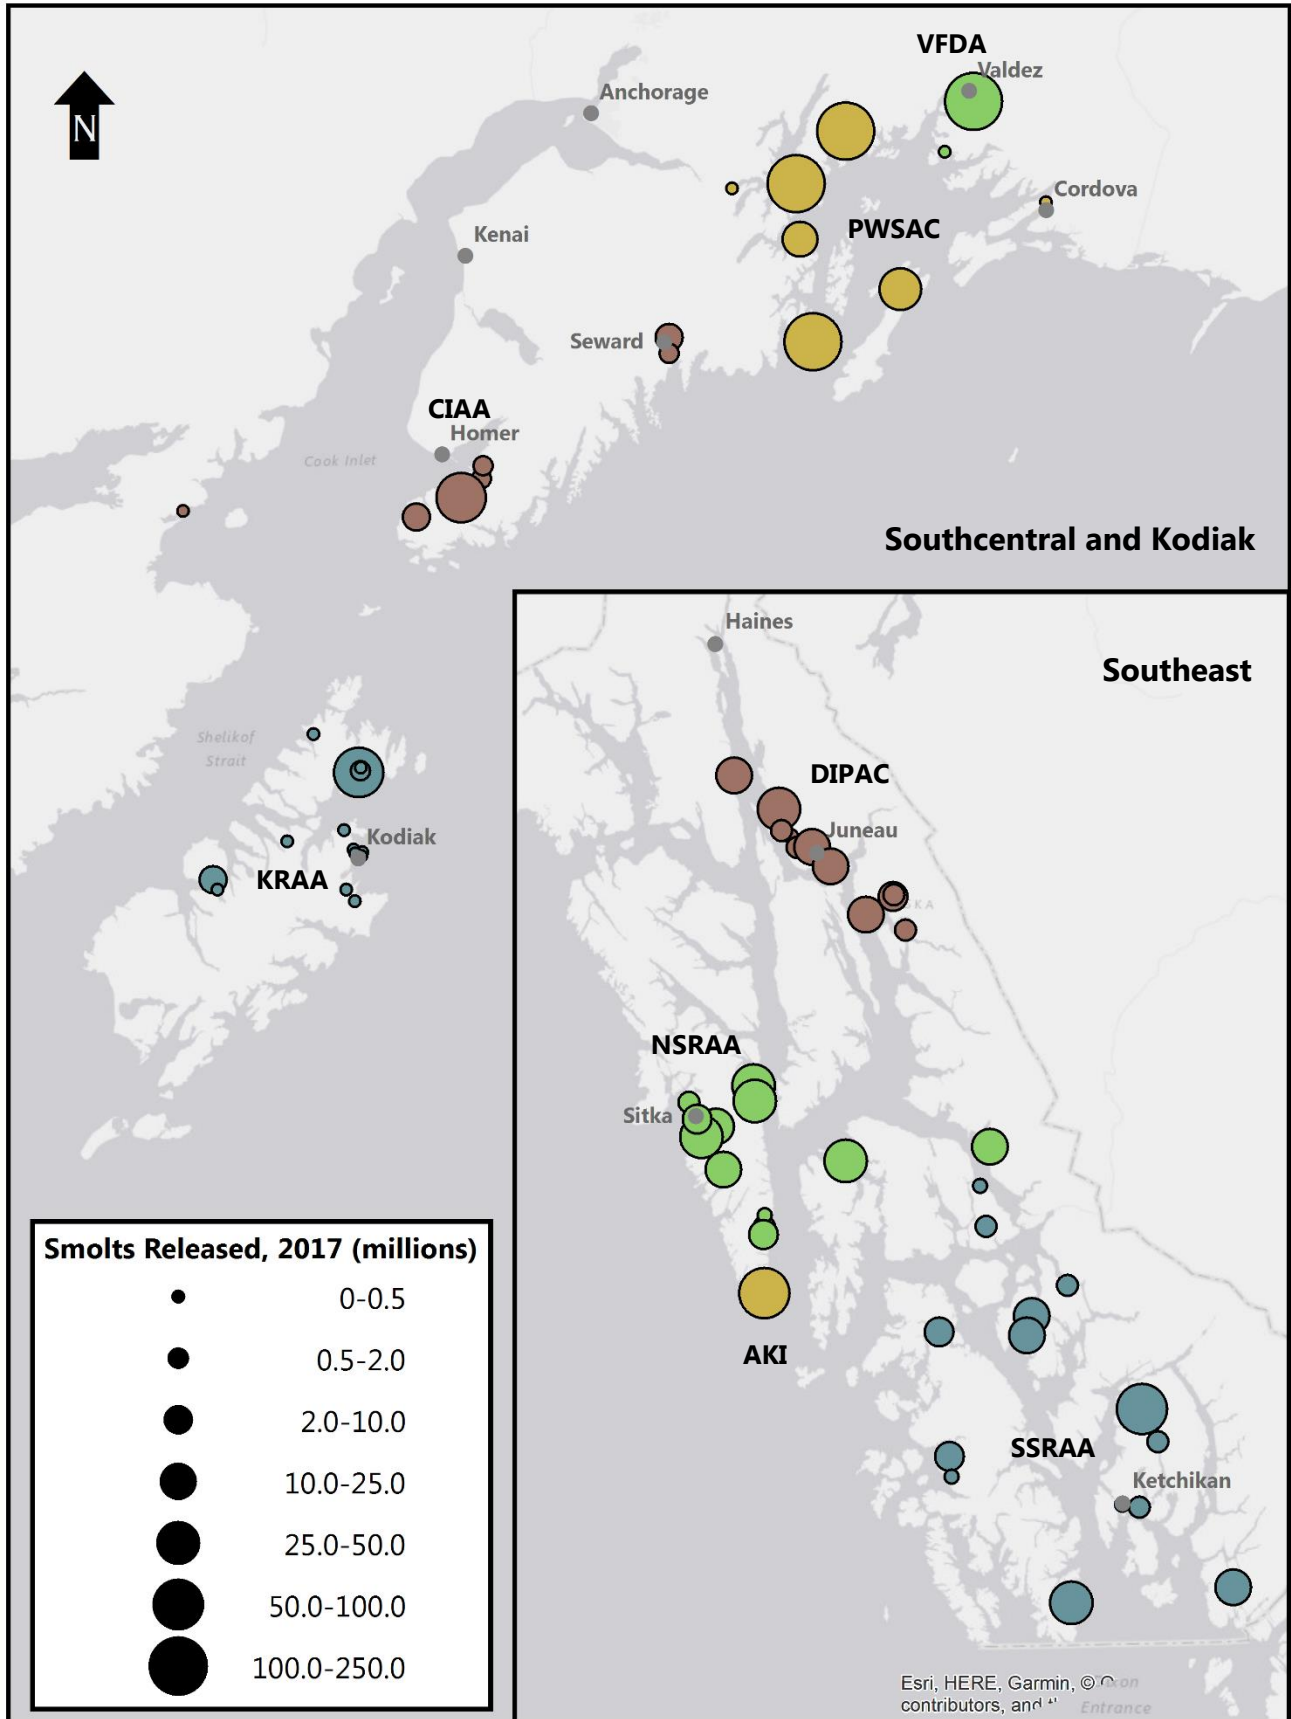 VFDA
Valdez
Anchorage
N
Cordova
PWSAC
Kenai
Seward
CIAA
Homer
Cook Inlet
Southcentral and Kodiak
Haines
Southeast
Shelikof
Strait
DIPAC
Juneau
Kodiak
KRAA
NSRAA
Sitka
AKI
SSRAA
Ketchikan
Smolts Released, 2017 (millions)
0-0.5
0.5-2.0
2.0-10.0
10.0-25.0
25.0-50.0
50.0-100.0
100.0-250.0
Esri, HERE, Garmin, ©
contributors, and
Entrance